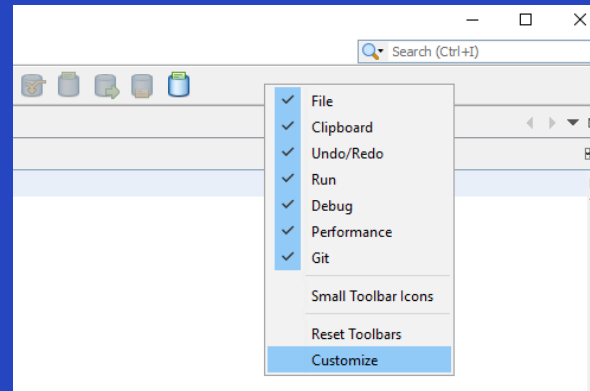 Search (Ctrl+I)
File
Clipboard
Undo/Redo
Run
Debug
Performance
Git
Small Toolbar Icons
Reset Toolbars
Customize